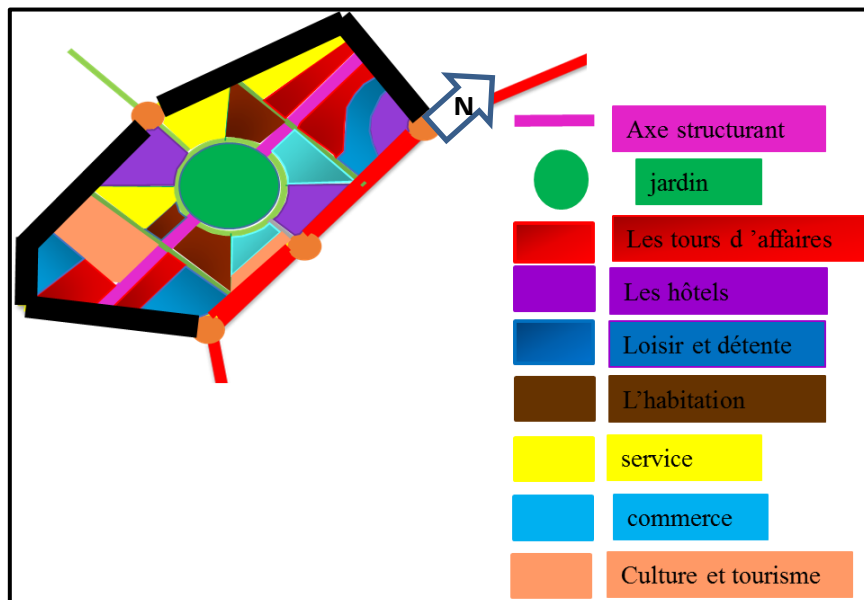 N
Axe structurant
jardin
Les tours d ’affaires
Les hôtels
Loisir et détente
L’habitation
service
commerce
Culture et tourisme